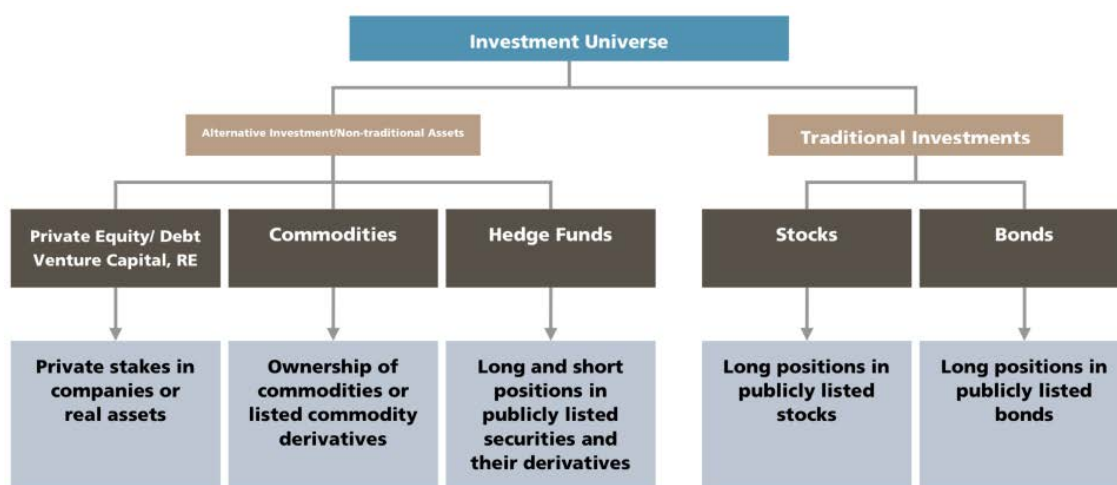 Investment Universe
Alternative Investment/Non-traditional Assets
Traditional Investments
Private Equity/ Debt
Venture Capital, RE
Commodities
Hedge Funds
Stocks
Bonds
Private stakes in
companies or
real assets
Ownership of
commodities or
listed commodity
derivatives
Long and short
positions in
publicly listed
securities and
their derivatives
Long positions in
publicly listed
stocks
Long positions in
publicly listed
bonds